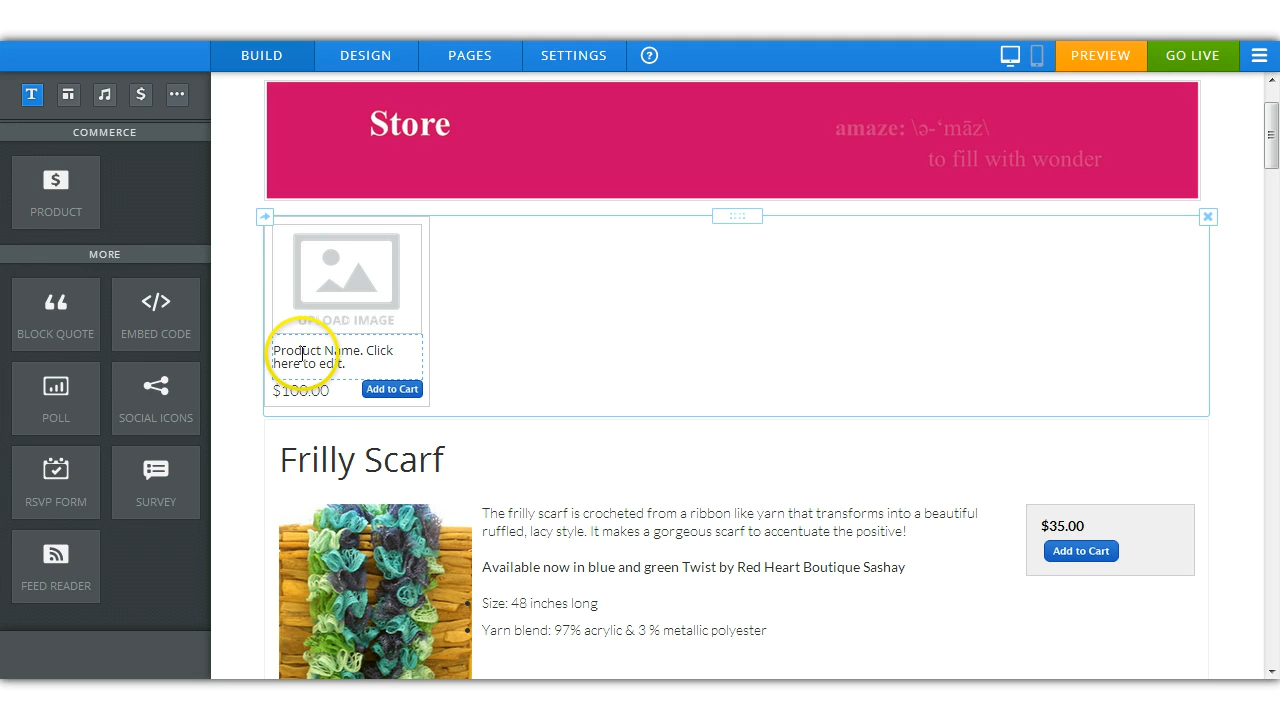 BUILD
DESIGN
PAGES
SETTINGS
?
PREVIEW
GO LIVE
T
$
COMMERCE
$
PRODUCT
MORE
BLOCK QUOTE
EMBED CODE
POLL
SOCIAL ICONS
RSVP FORM
SURVEY
FEED READER
Store
amaze: \ə-‘māz\
to fill with wonder
UPLOAD IMAGE
Product Name. Click
here to edit.
$100.00
Add to Cart
Frilly Scarf
The frilly scarf is crocheted from a ribbon like yarn that transforms into a beautiful
ruffled, lacy style. It makes a gorgeous scarf to accentuate the positive!
Available now in blue and green Twist by Red Heart Boutique Sashay
Size: 48 inches long
Yarn blend: 97% acrylic & 3 % metallic polyester
$35.00
Add to Cart